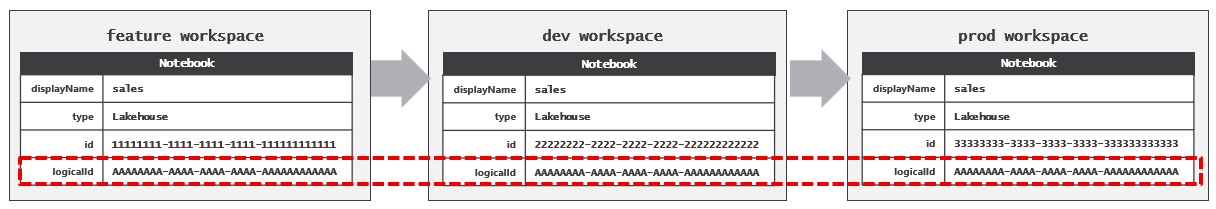 feature workspace
Notebook
displayName sales
type Lakehouse
id 11111111-1111-1111-1111-111111111111
logicalId AAAAAAAA-AAAA-AAAA-AAAA-AAAAAAAAAAAA
dev workspace
Notebook
displayName sales
type Lakehouse
id 22222222-2222-2222-2222-222222222222
logicalId AAAAAAAA-AAAA-AAAA-AAAA-AAAAAAAAAAAA
prod workspace
Notebook
displayName sales
type Lakehouse
id 33333333-3333-3333-3333-333333333333
logicalId AAAAAAAA-AAAA-AAAA-AAAA-AAAAAAAAAAAA